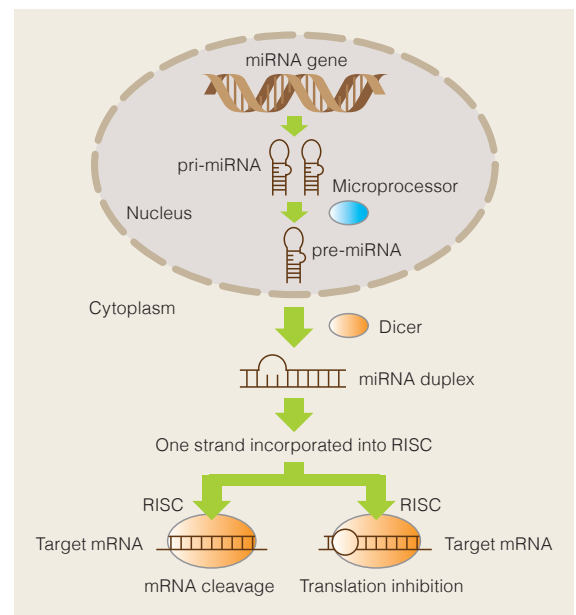 miRNA gene
pri-miRNA
Microprocessor
Nucleus
pre-miRNA
Cytoplasm
Dicer
miRNA duplex
One strand incorporated into RISC
RISC
RISC
Target mRNA
Target mRNA
mRNA cleavage
Translation inhibition